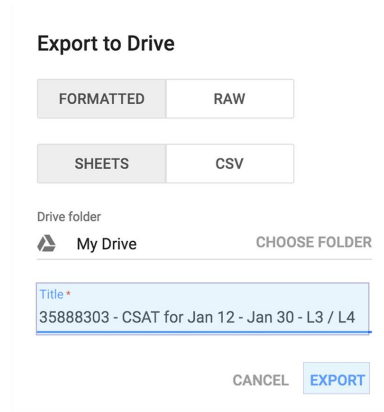 Export to Drive
FORMATTED RAW
SHEETS CSV
Drive folder
My Drive CHOOSE FOLDER
Title *
35888303 - CSAT for Jan 12 - Jan 30 - L3 / L4
CANCEL EXPORT